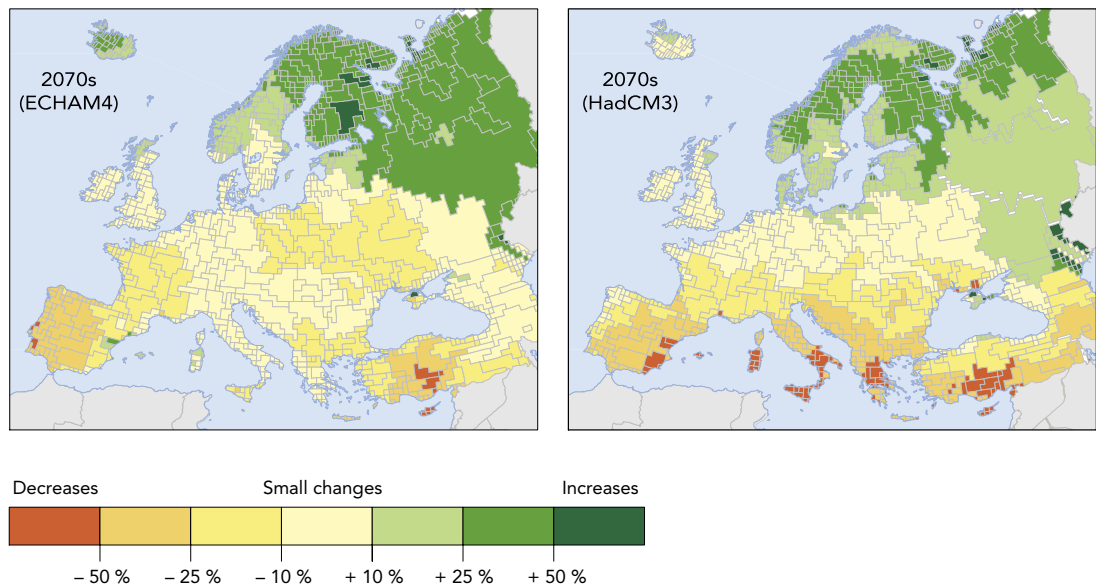 2070s
(ECHAM4)
2070s
(HadCM3)
Decreases Small changes Increases
– 50 % – 25 % – 10 % + 10 % + 25 % + 50 %